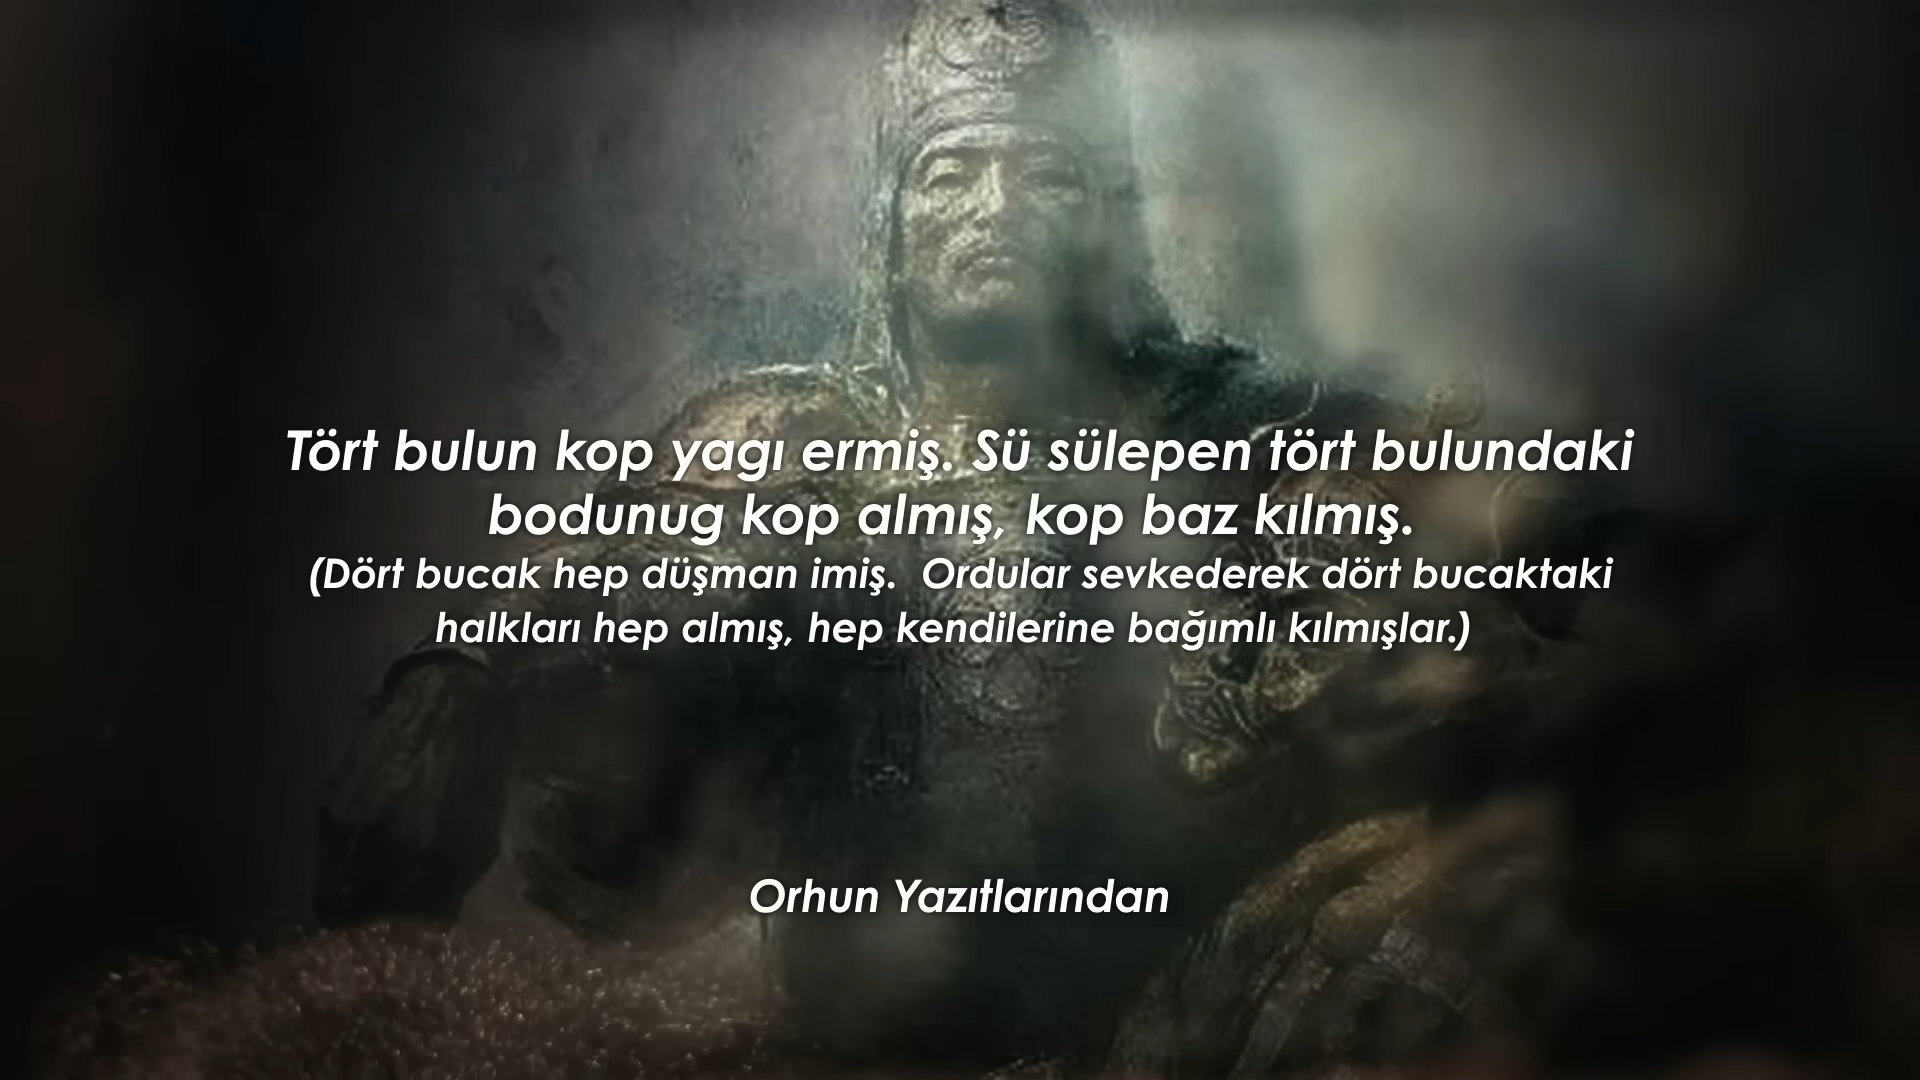 Tört bulun kop yagı ermiş. Sü sülepen tört bulundaki
bodunug kop almış, kop baz kılmış.
(Dört bucak hep düşman imiş.  Ordular sevkederek dört bucaktaki
halkları hep almış, hep kendilerine bağımlı kılmışlar.)
Orhun Yazıtlarından